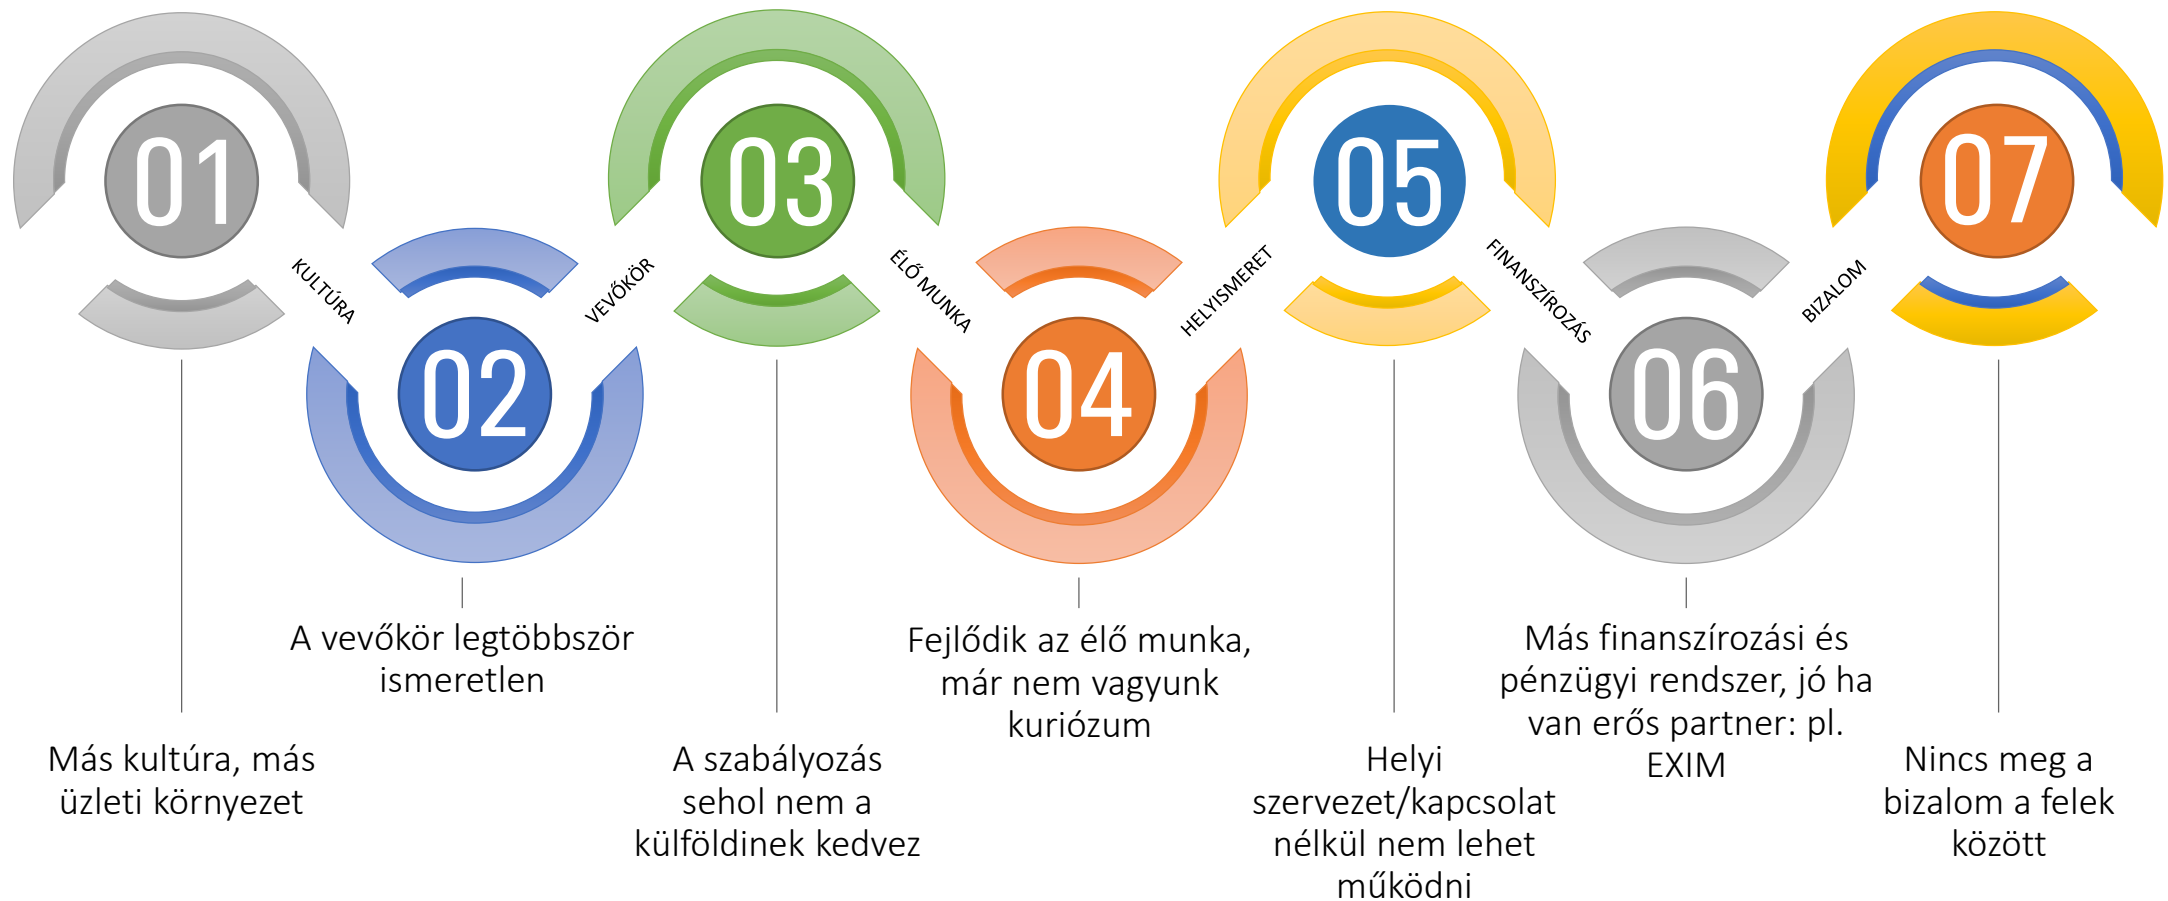 01
KULTÚRA
02
VEVŐKÖR
03
ÉLŐ MUNKA
04
HELYISMERET
05
FINANSZÍROZÁS
06
BIZALOM
07
Más kultúra, más
üzleti környezet
A vevőkör legtöbbször
ismeretlen
A szabályozás
sehol nem a
külföldinek kedvez
Fejlődik az élő munka,
már nem vagyunk
kuriózum
Helyi
szervezet/kapcsolat
nélkül nem lehet
működni
Más finanszírozási és
pénzügyi rendszer, jó ha
van erős partner: pl.
EXIM
Nincs meg a
bizalom a felek
között